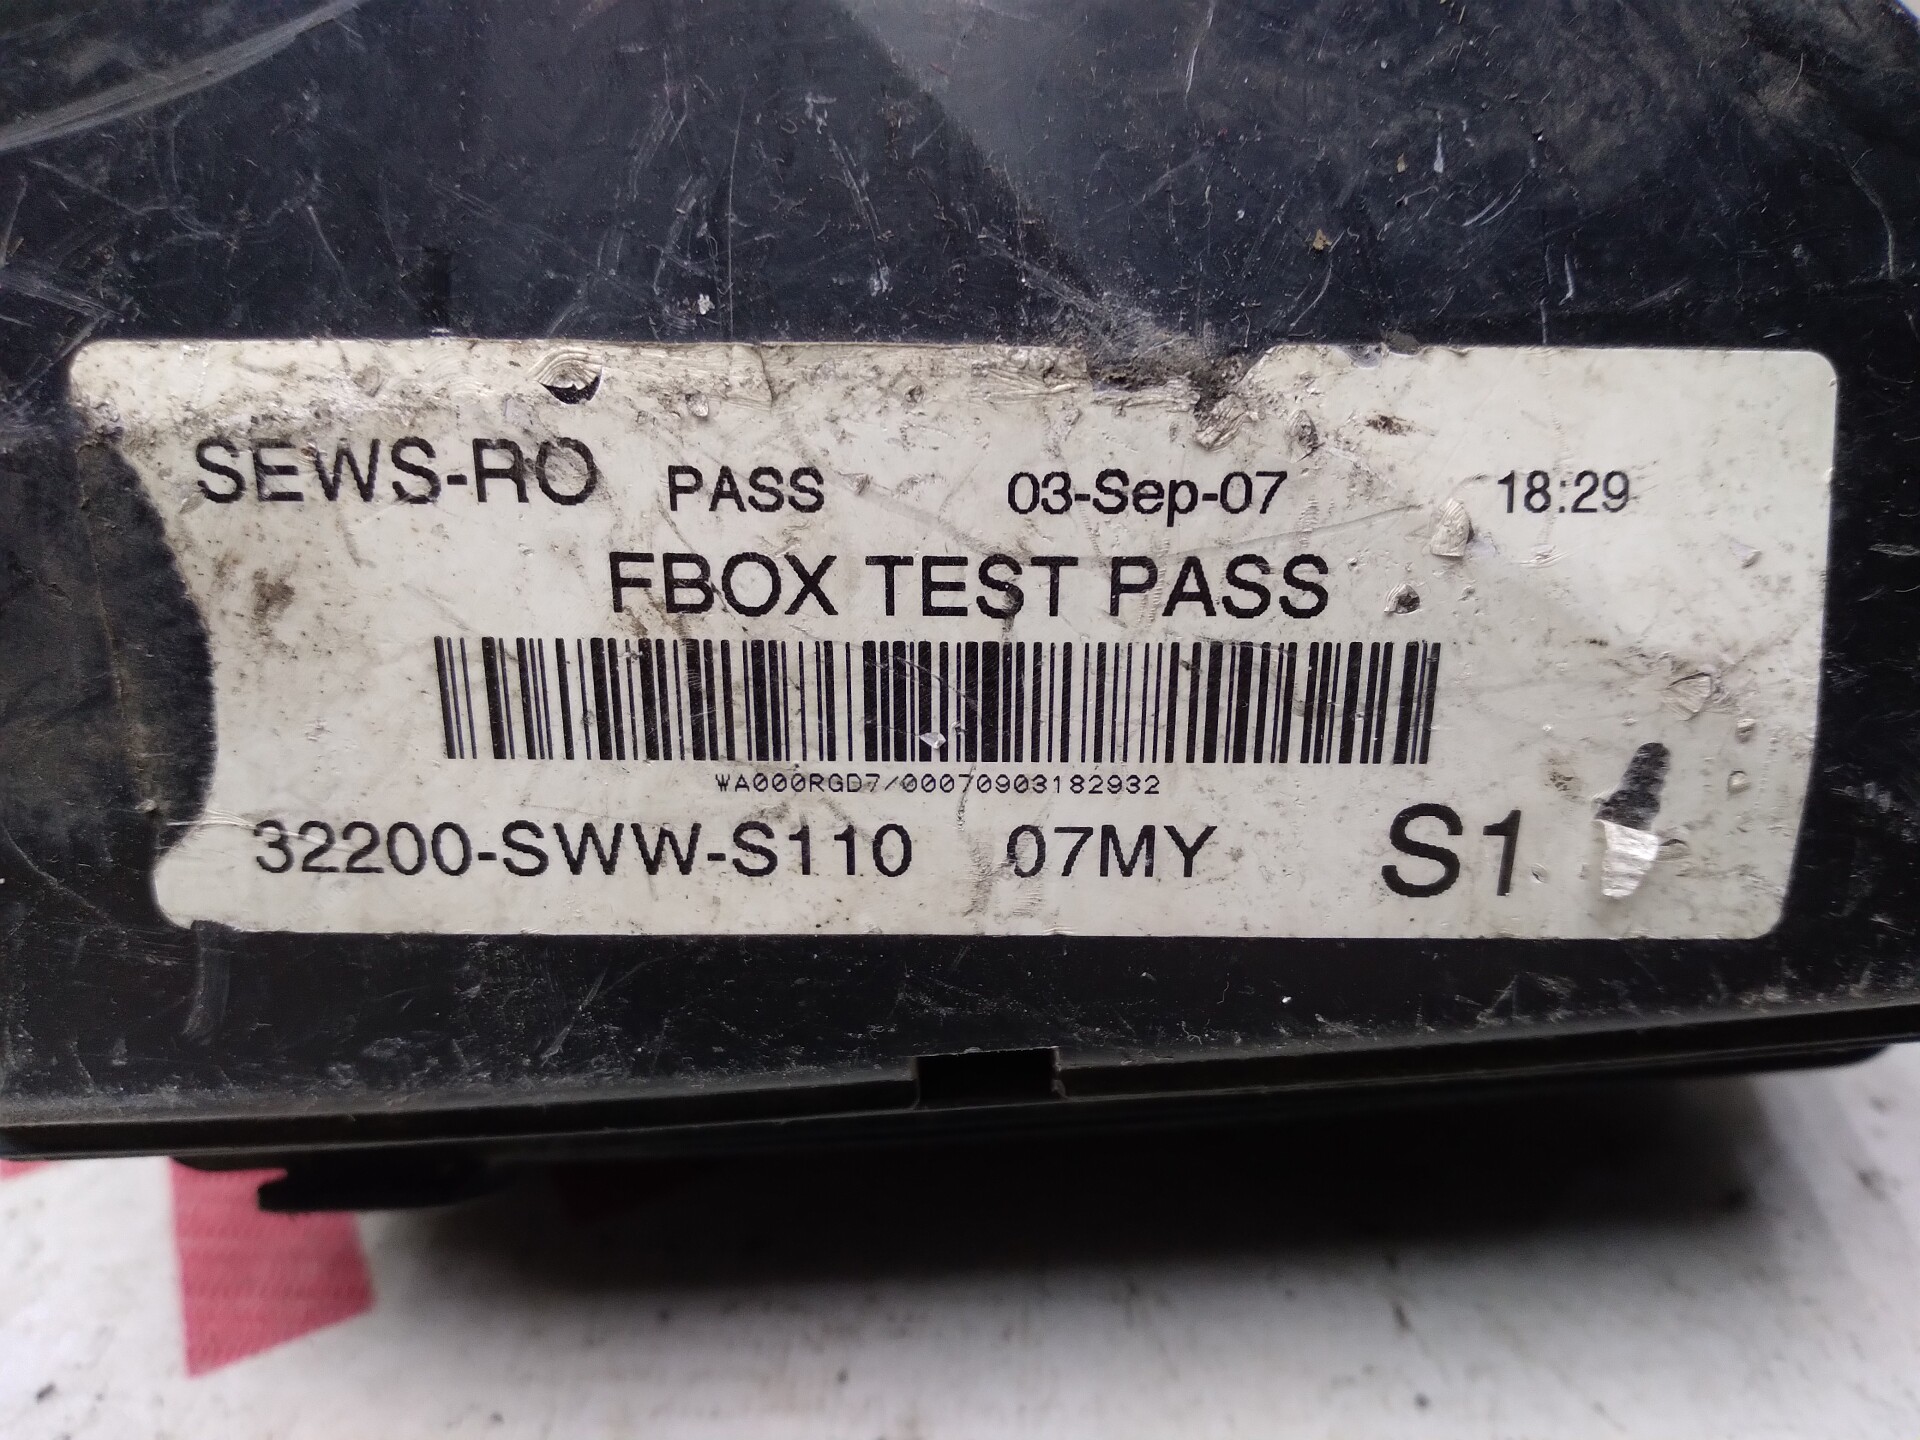 SEWS-RO PASS 03-Sep-07 18:29
FBOX TEST PASS
WA000RGD7/00070903182932
32200-SWW-S110 07MY S1